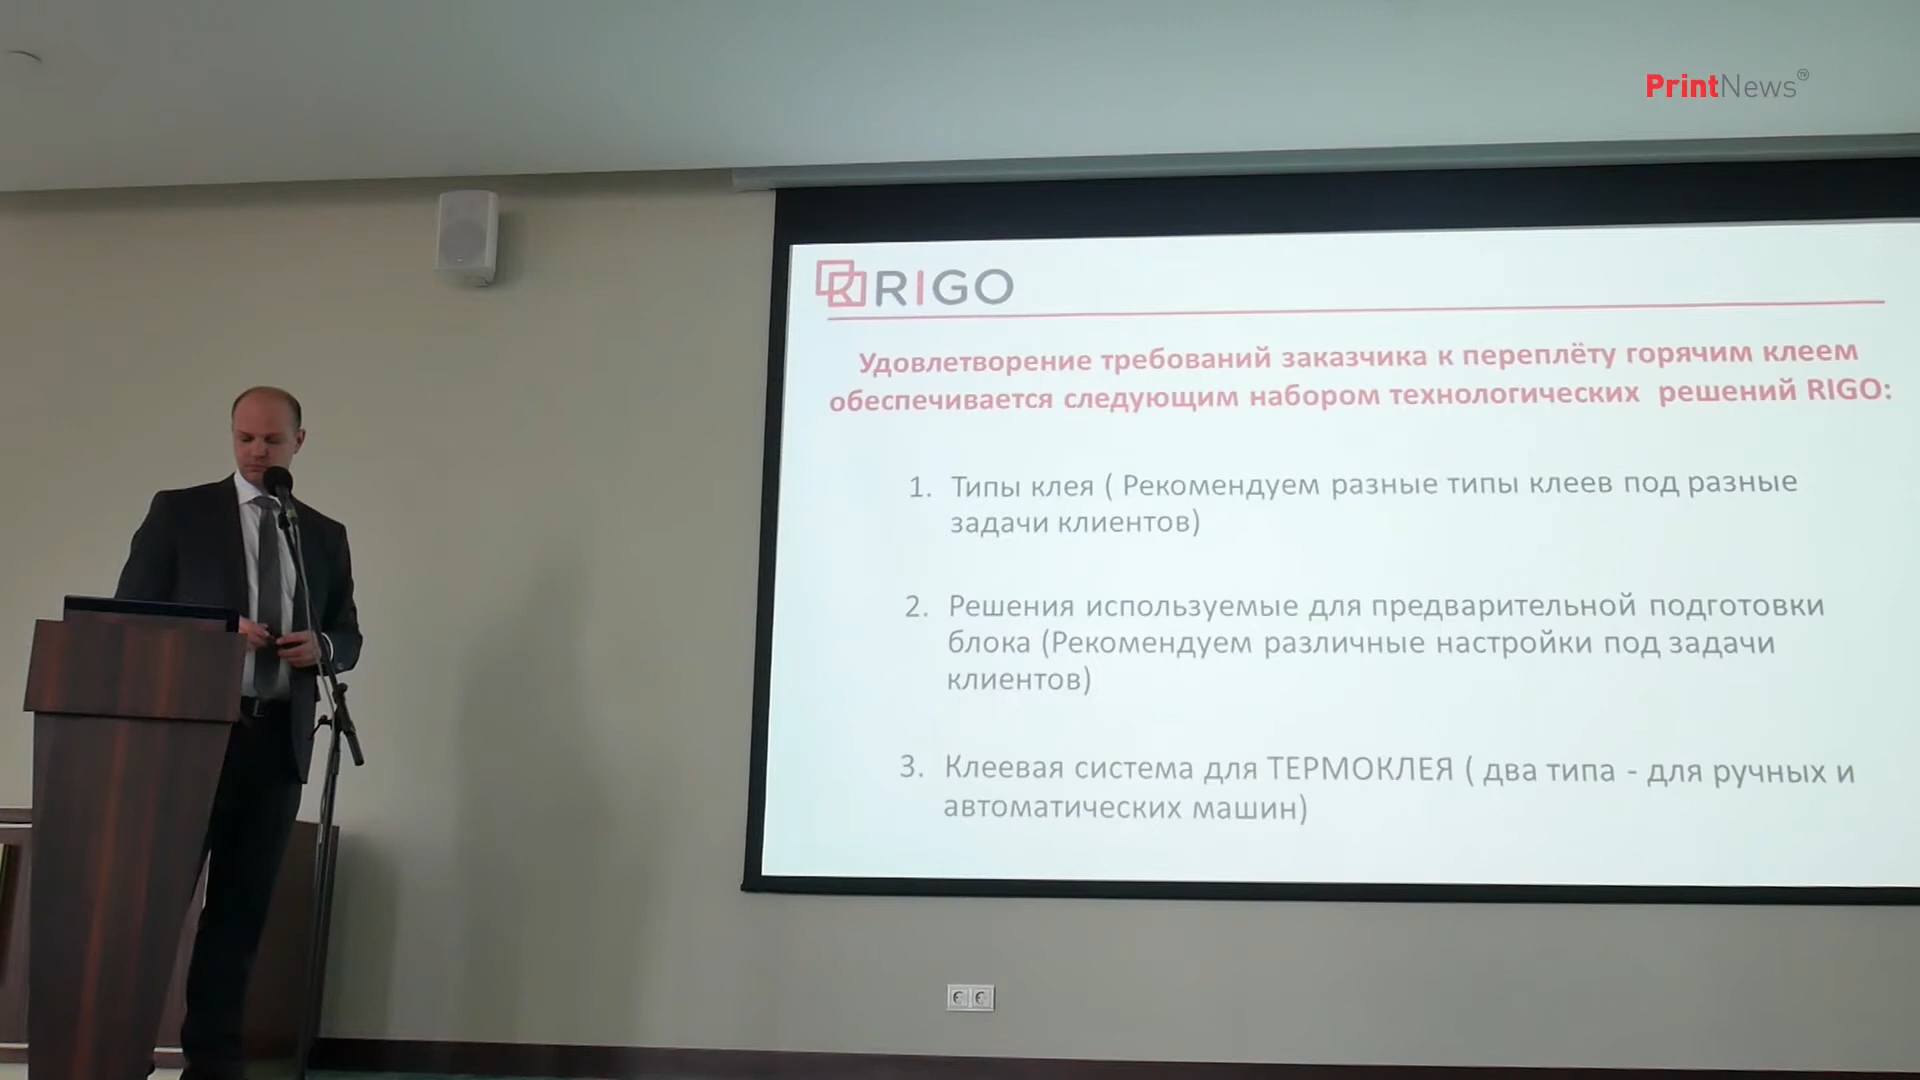 PrintNews TV
RIGO
Удовлетворение требований заказчика к переплёту горячим клеем
обеспечивается следующим набором технологических решений RIGO:
1. Типы клея ( Рекомендуем разные типы клеев под разные
задачи клиентов)
2. Решения используемые для предварительной подготовки
блока (Рекомендуем различные настройки под задачи
клиентов)
3. Клеевая система для ТЕРМОКЛЕЯ ( два типа - для ручных и
автоматических машин)